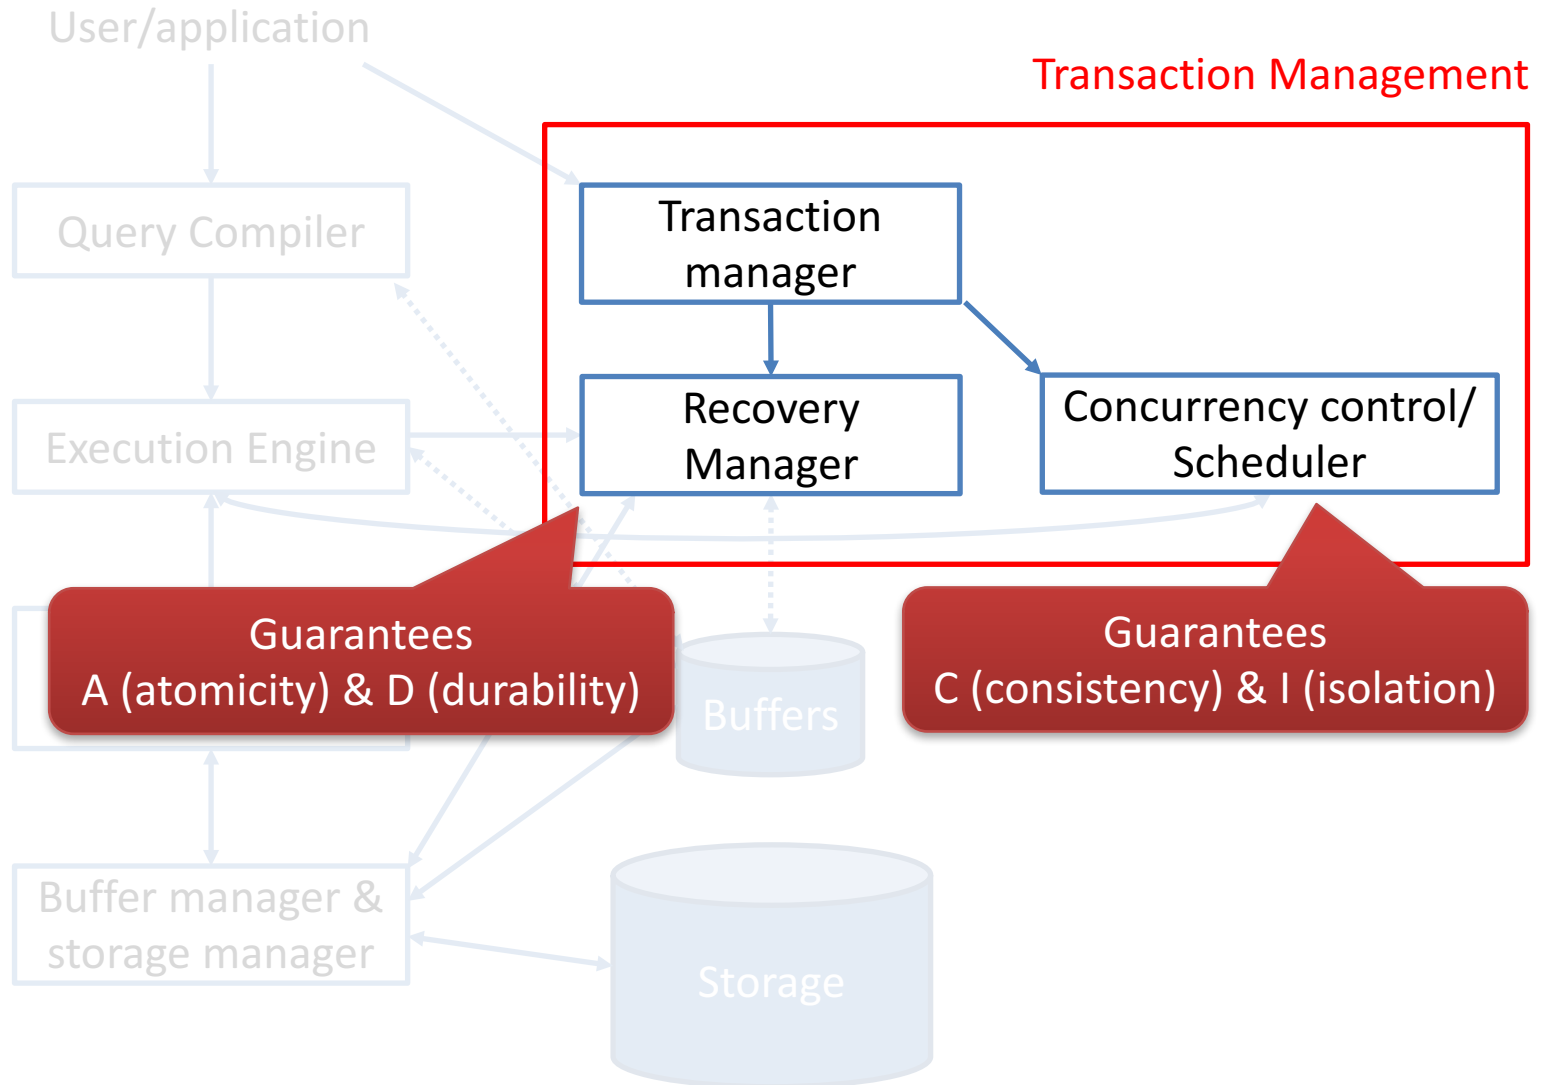 User/application
Transaction Management
Query Compiler
Transaction
manager
Execution Engine
Recovery
Manager
Concurrency control/
Scheduler
Guarantees
A (atomicity) & D (durability)
Buffers
Guarantees
C (consistency) & I (isolation)
Buffer manager &
storage manager
Storage